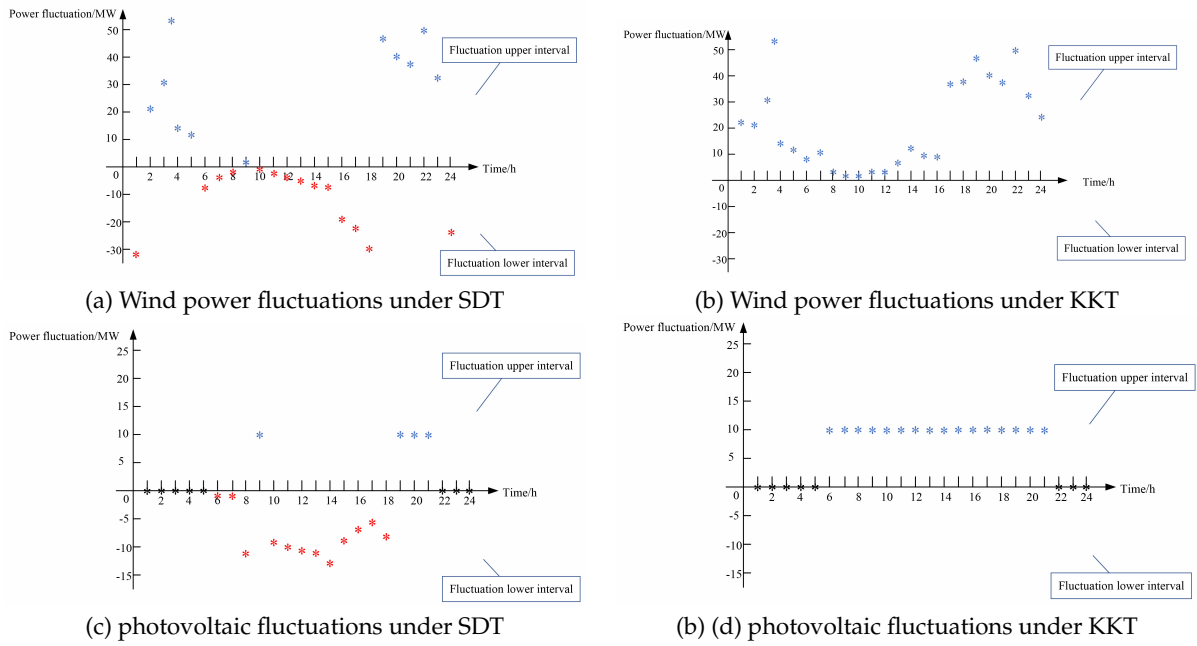 Power fluctuation/MW
50
40
30
20
10
0
-10
-20
-30
2 4 6 8 10 12 14 16 18 20 22 24
Time/h
Fluctuation upper interval
Fluctuation lower interval
(a) Wind power fluctuations under SDT
Power fluctuation/MW
50
40
30
20
10
0
-10
-20
-30
2 4 6 8 10 12 14 16 18 20 22 24
Time/h
Fluctuation upper interval
Fluctuation lower interval
(b) Wind power fluctuations under KKT
Power fluctuation/MW
25
20
15
10
5
0
-5
-10
-15
2 4 6 8 10 12 14 16 18 20 22 24
Time/h
Fluctuation upper interval
Fluctuation lower interval
(c) photovoltaic fluctuations under SDT
Power fluctuation/MW
25
20
15
10
5
0
-5
-10
-15
2 4 6 8 10 12 14 16 18 20 22 24
Time/h
Fluctuation upper interval
Fluctuation lower interval
(b) (d) photovoltaic fluctuations under KKT